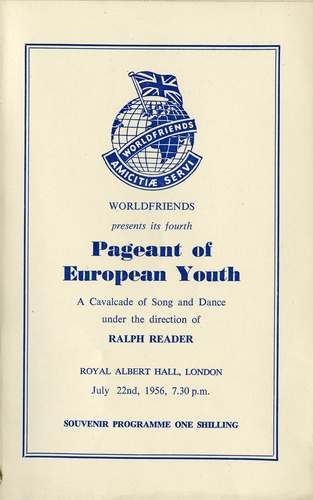 WORLDFRIENDS
AMICITIÆ SERVI
WORLDFRIENDS
presents its fourth
Pageant of
European Youth
A Cavalcade of Song and Dance
under the direction of
RALPH READER
ROYAL ALBERT HALL, LONDON
July 22nd, 1956, 7.30 p.m.
SOUVENIR PROGRAMME ONE SHILLING